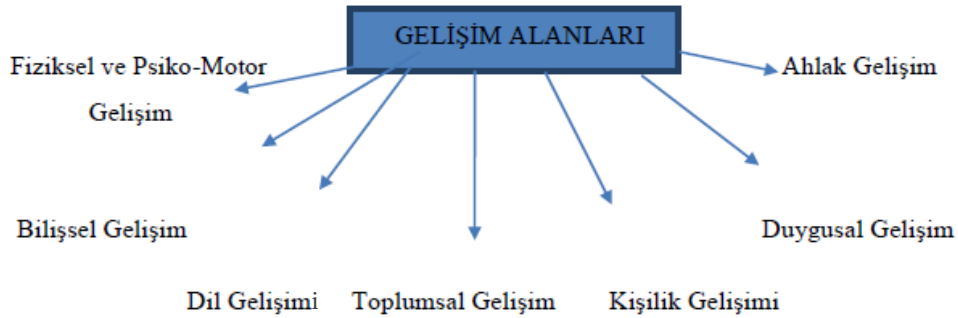 GELİŞİM ALANLARI
Fiziksel ve Psiko-Motor
Gelişim
Ahlak Gelişim
Bilişsel Gelişim
Duygusal Gelişim
Dil Gelişimi
Toplumsal Gelişim
Kişilik Gelişimi